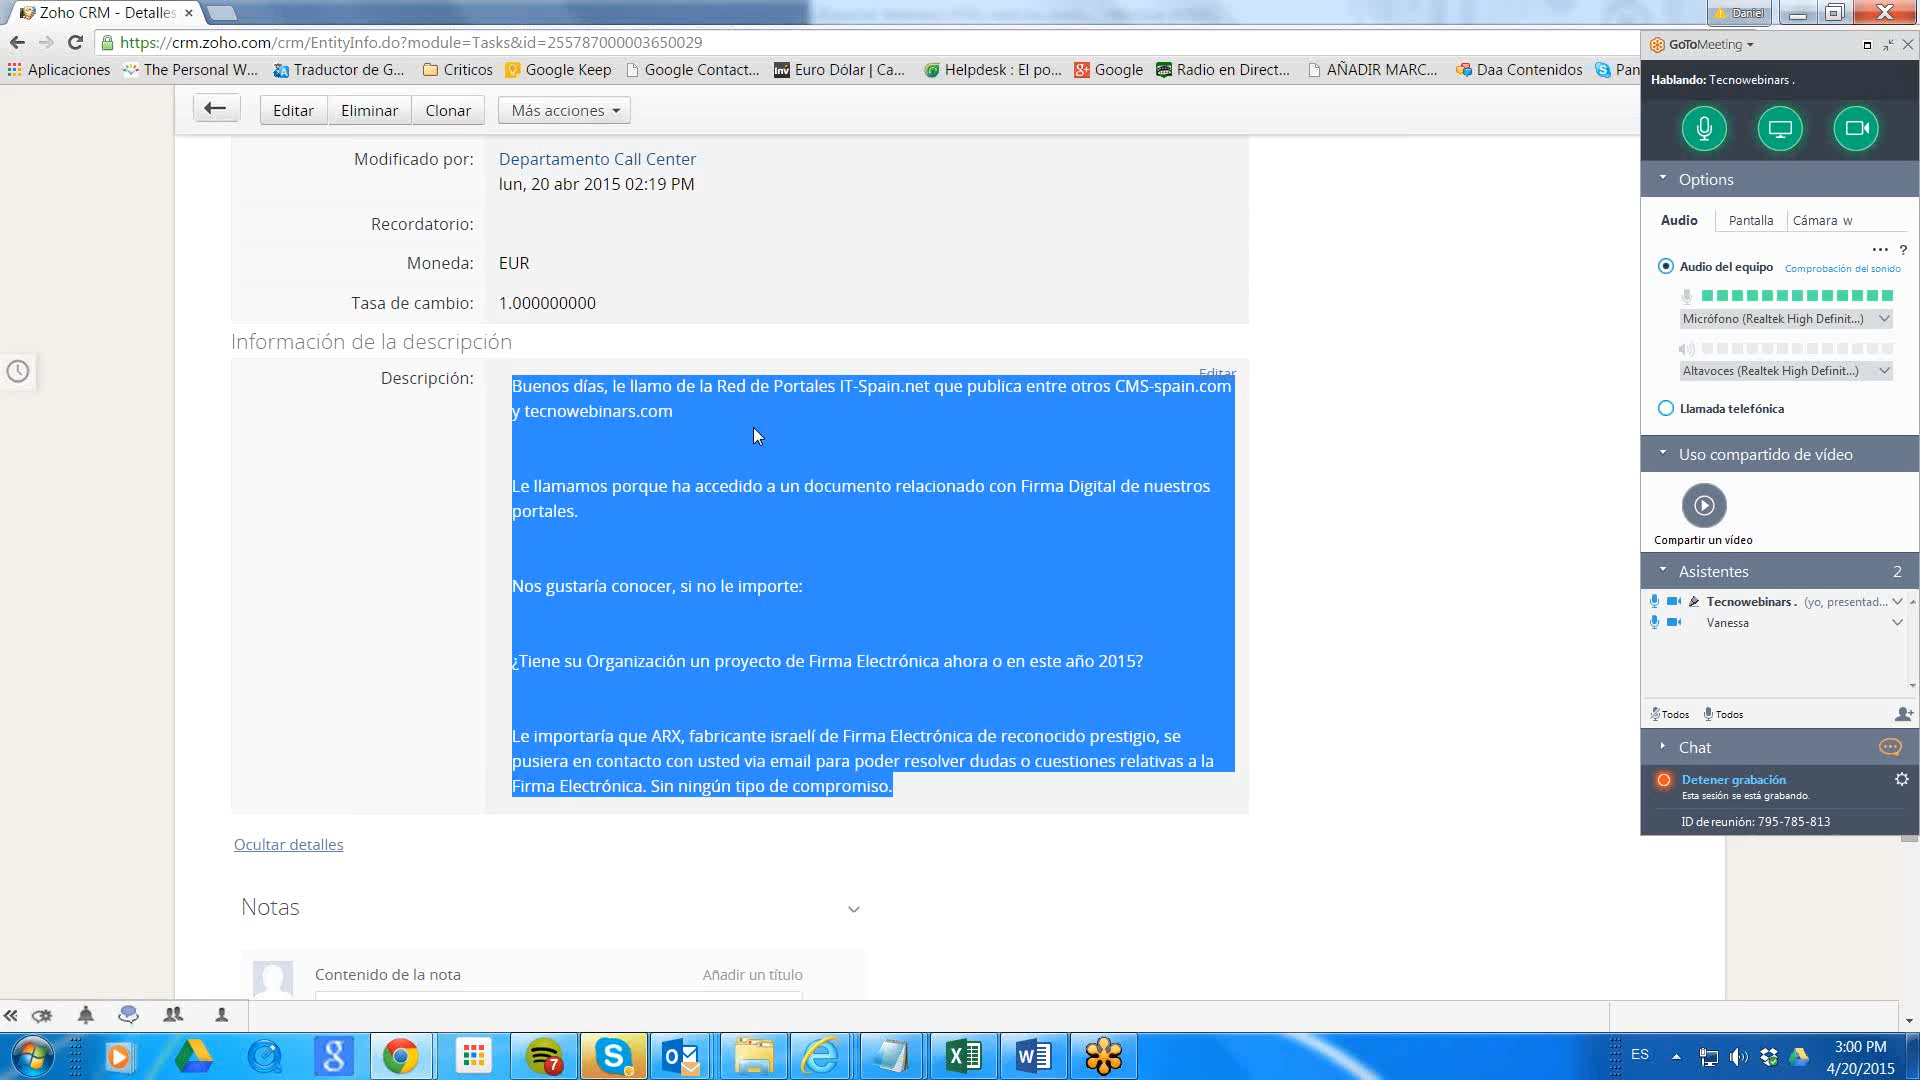 Zoho CRM - Detalles
Daniel
https://crm.zoho.com/crm/EntityInfo.do?module=Tasks&id=255787000003650029
Aplicaciones
The Personal W...
Traductor de G...
Criticos
Google Keep
Google Contact...
Euro Dólar | Ca...
Helpdesk : El po...
Google
Radio en Direct...
AÑADIR MARC...
Daa Contenidos
Pan
Editar
Eliminar
Clonar
Más acciones
Modificado por:
Departamento Call Center
lun, 20 abr 2015 02:19 PM
Recordatorio:
Moneda:
EUR
Tasa de cambio:
1.000000000
Información de la descripción
Editar
Descripción:
Buenos días, le llamo de la Red de Portales IT-Spain.net que publica entre otros CMS-spain.com
y tecnowebinars.com
Le llamamos porque ha accedido a un documento relacionado con Firma Digital de nuestros
portales.
Nos gustaría conocer, si no le importe:
¿Tiene su Organización un proyecto de Firma Electrónica ahora o en este año 2015?
Le importaría que ARX, fabricante israelí de Firma Electrónica de reconocido prestigio, se
pusiera en contacto con usted via email para poder resolver dudas o cuestiones relativas a la
Firma Electrónica. Sin ningún tipo de compromiso.
Ocultar detalles
Notas
Contenido de la nota
Añadir un título
GoToMeeting
Hablando: Tecnowebinars .
Options
Audio
Pantalla
Cámara w
... ?
Audio del equipo
Comprobación del sonido
Micrófono (Realtek High Definit...)
Altavoces (Realtek High Definit...)
Llamada telefónica
Uso compartido de vídeo
Compartir un vídeo
Asistentes 2
Tecnowebinars . (yo, presentad...
Vanessa
Todos
Todos
Chat
Detener grabación
Esta sesión se está grabando.
ID de reunión: 795-785-813
7
ES
3:00 PM
4/20/2015